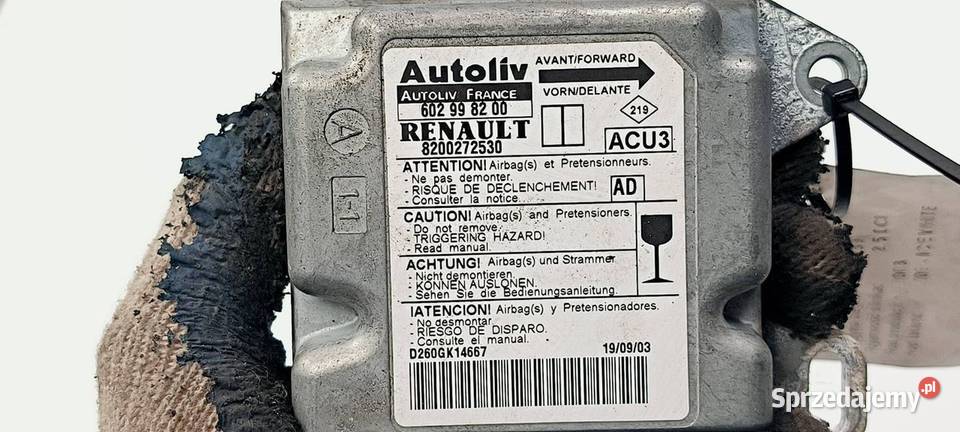 Autoliv
AUTOLIV FRANCE
602 99 82 00
RENAULT
8200272530
AVANT/FORWARD
VORN/DELANTE
219
ACU3
ATTENTION! Airbag(s) et Pretensionneurs.
- Ne pas demonter.
- RISQUE DE DECLENCHEMENT!
- Consulter la notice.
AD
CAUTION! Airbag(s) and Pretensioners.
- Do not remove.
- TRIGGERING HAZARD!
- Read manual.
ACHTUNG! Airbag(s) und Strammer
- Nicht demontieren.
- KONNEN AUSLONEN.
- Sehen Sie die Bedienungsanleitung.
!ATENCION! Airbag(s) y Pretensionadores.
- No desmontar
- RIESGO DE DISPARO.
- Consulte el manual.
D260GK14667
19/09/03
A
1-1
Sprzedajemy.pl